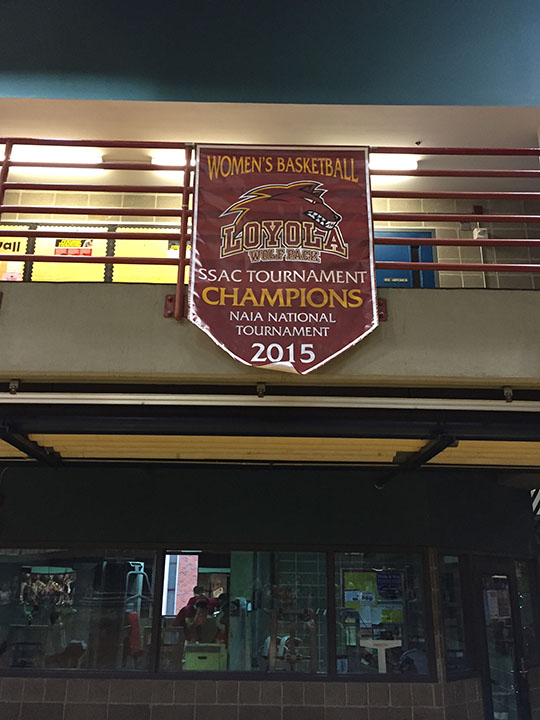 WOMEN'S BASKETBALL
LOYOLA
WOLF PACK
SSAC TOURNAMENT
CHAMPIONS
NAIA NATIONAL
TOURNAMENT
2015